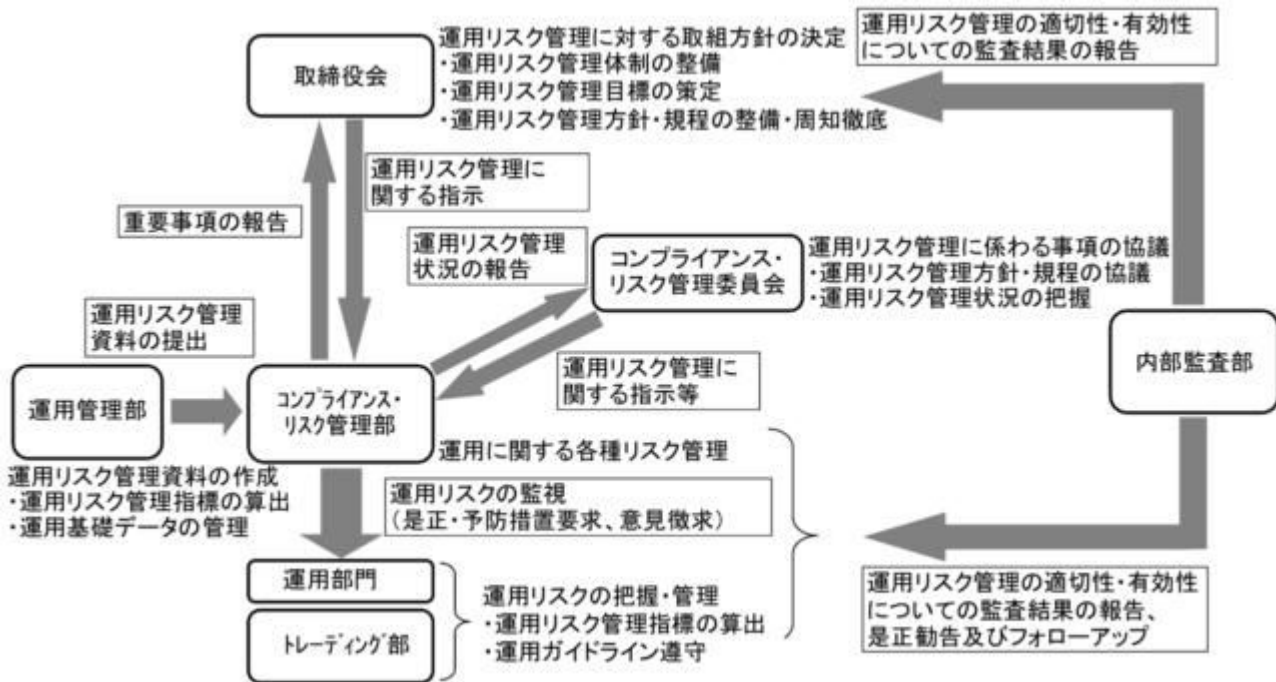 運用リスク管理に対する取組方針の決定
・運用リスク管理体制の整備
・運用リスク管理目標の策定
・運用リスク管理方針・規程の整備・周知徹底
取締役会
運用リスク管理の適切性・有効性
についての監査結果の報告
運用リスク管理に
関する指示
重要事項の報告
運用リスク管理
状況の報告
コンプライアンス・
リスク管理委員会
運用リスク管理に係わる事項の協議
・運用リスク管理方針・規程の協議
・運用リスク管理状況の把握
運用リスク管理
資料の提出
運用リスク管理に
関する指示等
内部監査部
運用管理部
コンプライアンス・
リスク管理部
運用に関する各種リスク管理
運用リスク管理資料の作成
・運用リスク管理指標の算出
・運用基礎データの管理
運用リスクの監視
(是正・予防措置要求、意見徴求)
運用部門
トレーディング部
運用リスクの把握・管理
・運用リスク管理指標の算出
・運用ガイドライン遵守
運用リスク管理の適切性・有効性
についての監査結果の報告、
是正勧告及びフォローアップ